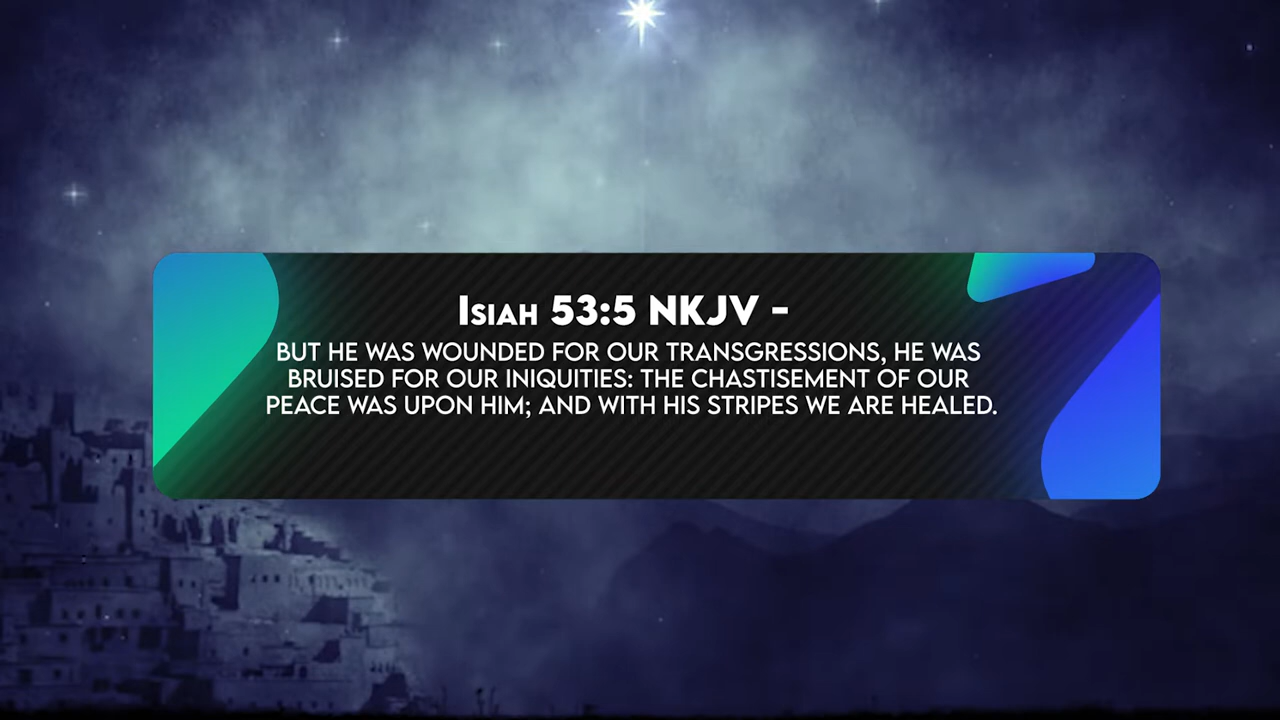 Isiah 53:5 NKJV -
BUT HE WAS WOUNDED FOR OUR TRANSGRESSIONS, HE WAS
BRUISED FOR OUR INIQUITIES: THE CHASTISEMENT OF OUR
PEACE WAS UPON HIM; AND WITH HIS STRIPES WE ARE HEALED.